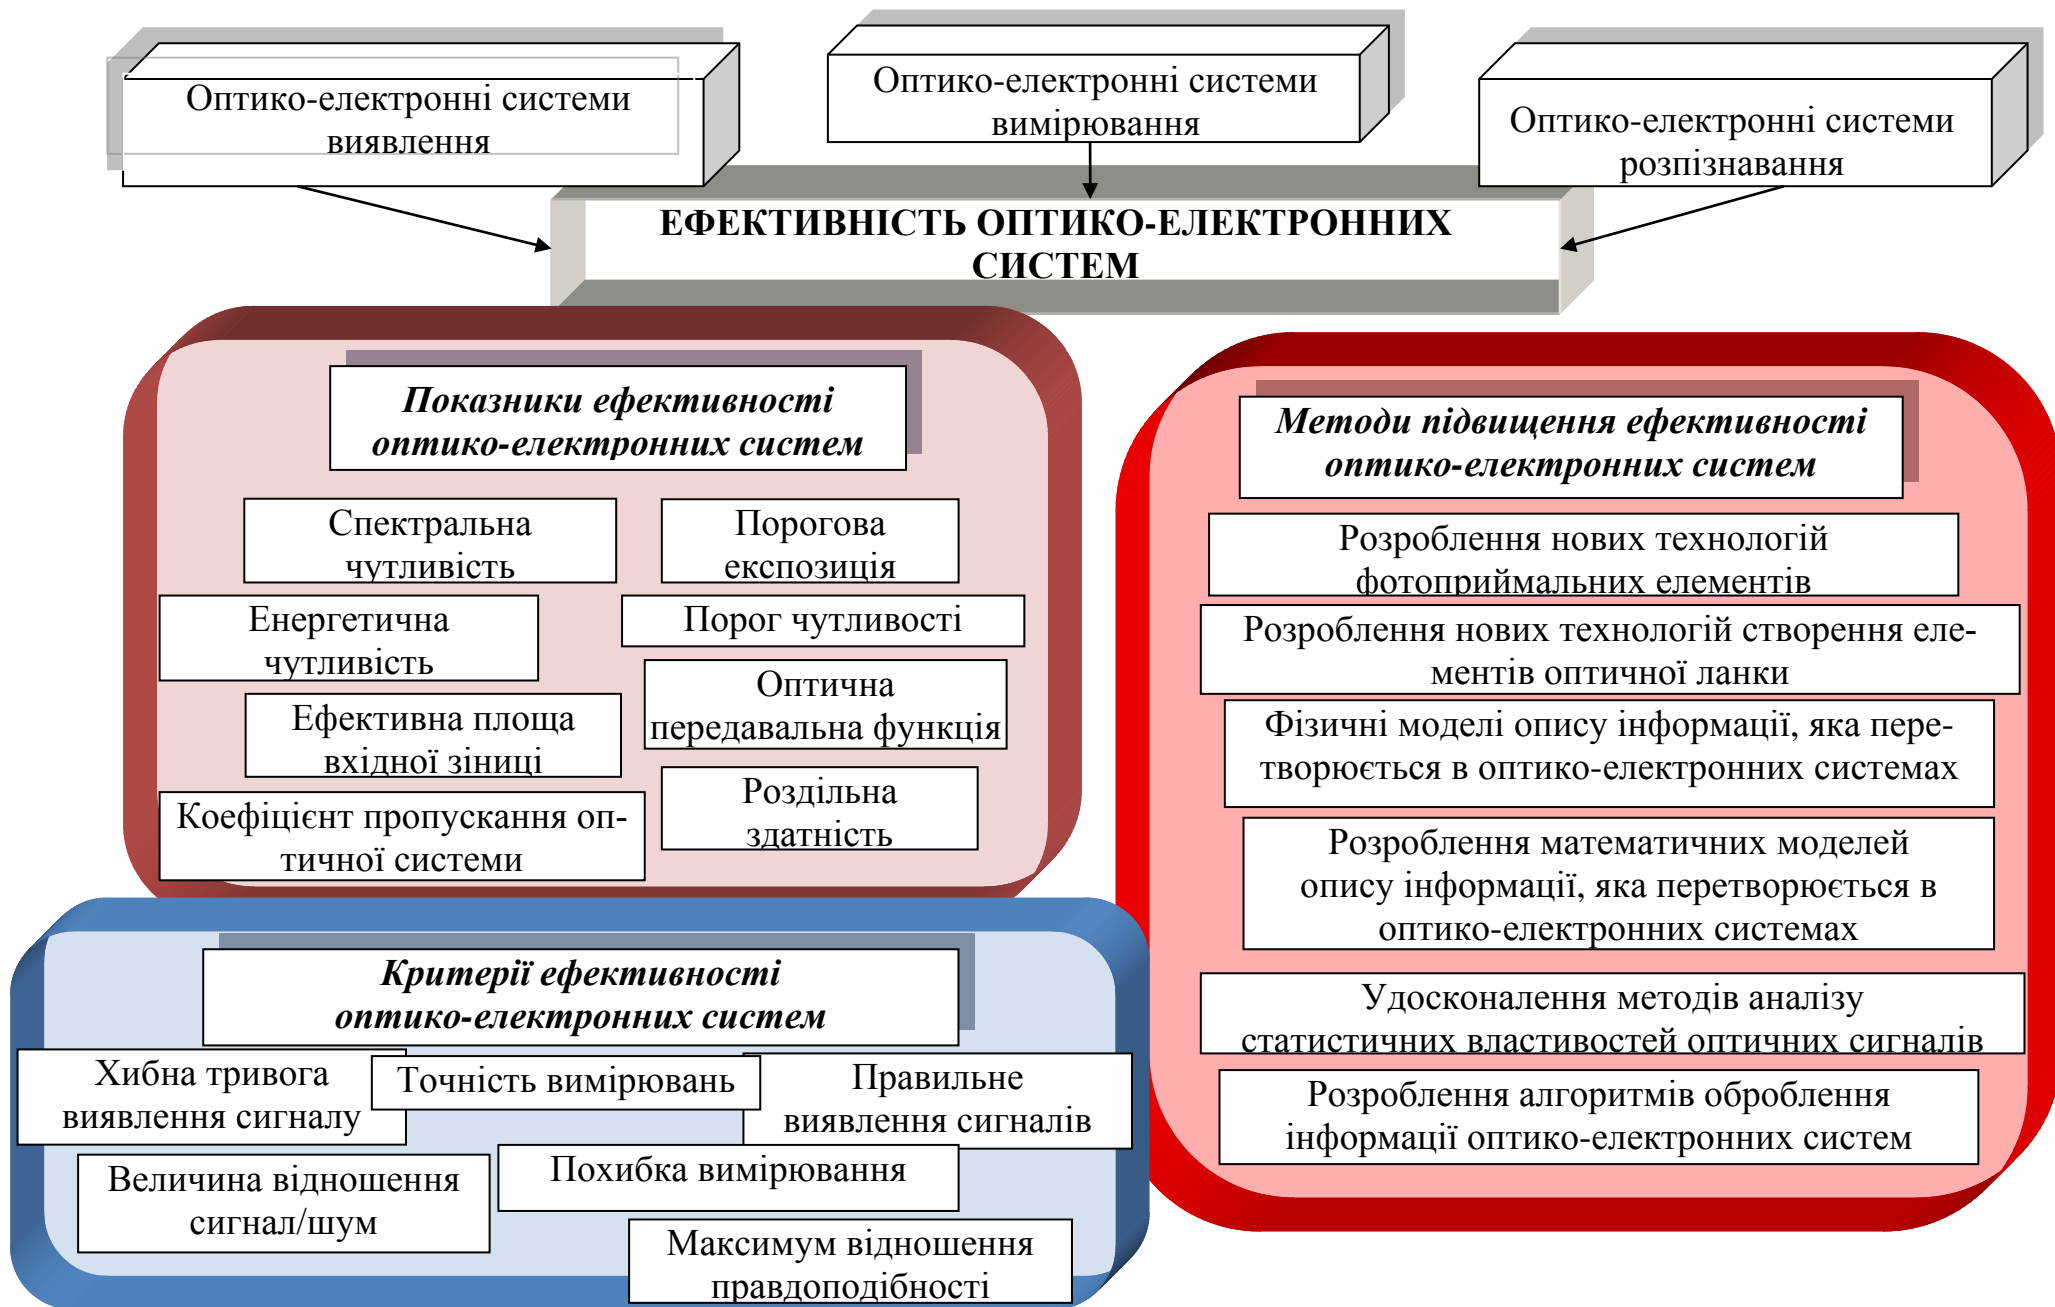 Оптико-електронні системи
виявлення
Оптико-електронні системи
вимірювання
Оптико-електронні системи
розпізнавання
ЕФЕКТИВНІСТЬ ОПТИКО-ЕЛЕКТРОННИХ
СИСТЕМ
Показники ефективності
оптико-електронних систем
Спектральна
чутливість
Порогова
експозиція
Енергетична
чутливість
Порог чутливості
Ефективна площа
вхідної зіниці
Оптична
передавальна функція
Коефіцієнт пропускання оп-
тичної системи
Роздільна
здатність
Критерії ефективності
оптико-електронних систем
Хибна тривога
виявлення сигналу
Точність вимірювань
Правильне
виявлення сигналів
Величина відношення
сигнал/шум
Похибка вимірювання
Максимум відношення
правдоподібності
Методи підвищення ефективності
оптико-електронних систем
Розроблення нових технологій
фотоприймальних елементів
Розроблення нових технологій створення еле-
ментів оптичної ланки
Фізичні моделі опису інформації, яка пере-
творюється в оптико-електронних системах
Розроблення математичних моделей
опису інформації, яка перетворюється в
оптико-електронних системах
Удосконалення методів аналізу
статистичних властивостей оптичних сигналів
Розроблення алгоритмів оброблення
інформації оптико-електронних систем